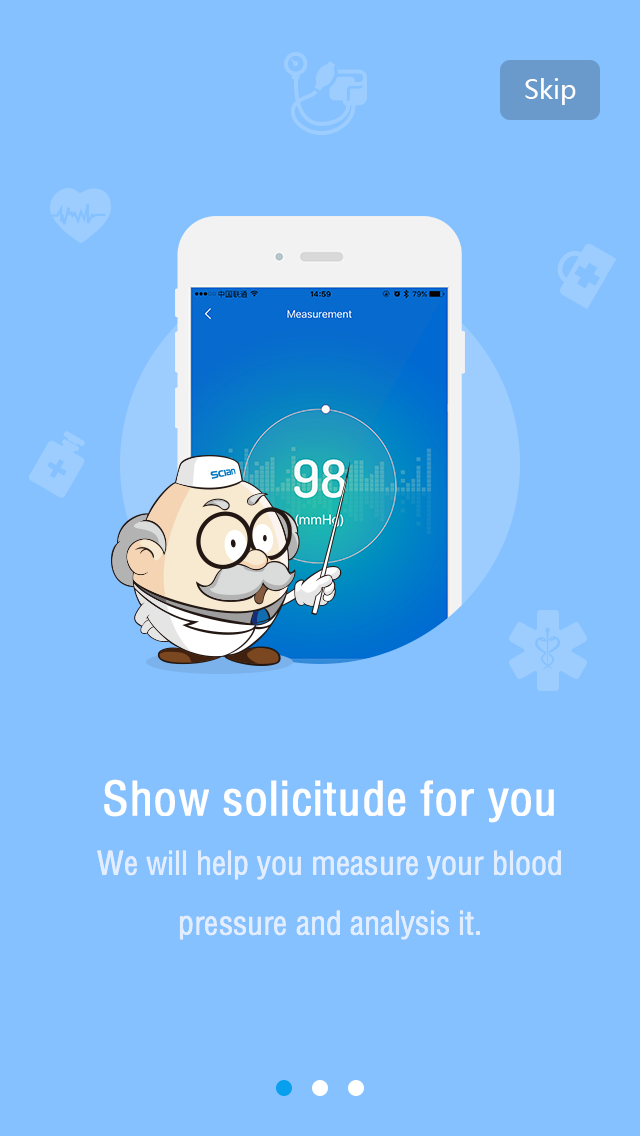 Skip
中国联通 14:59 79%
Measurement
98
(mmHg)
Scian
Show solicitude for you
We will help you measure your blood
pressure and analysis it.